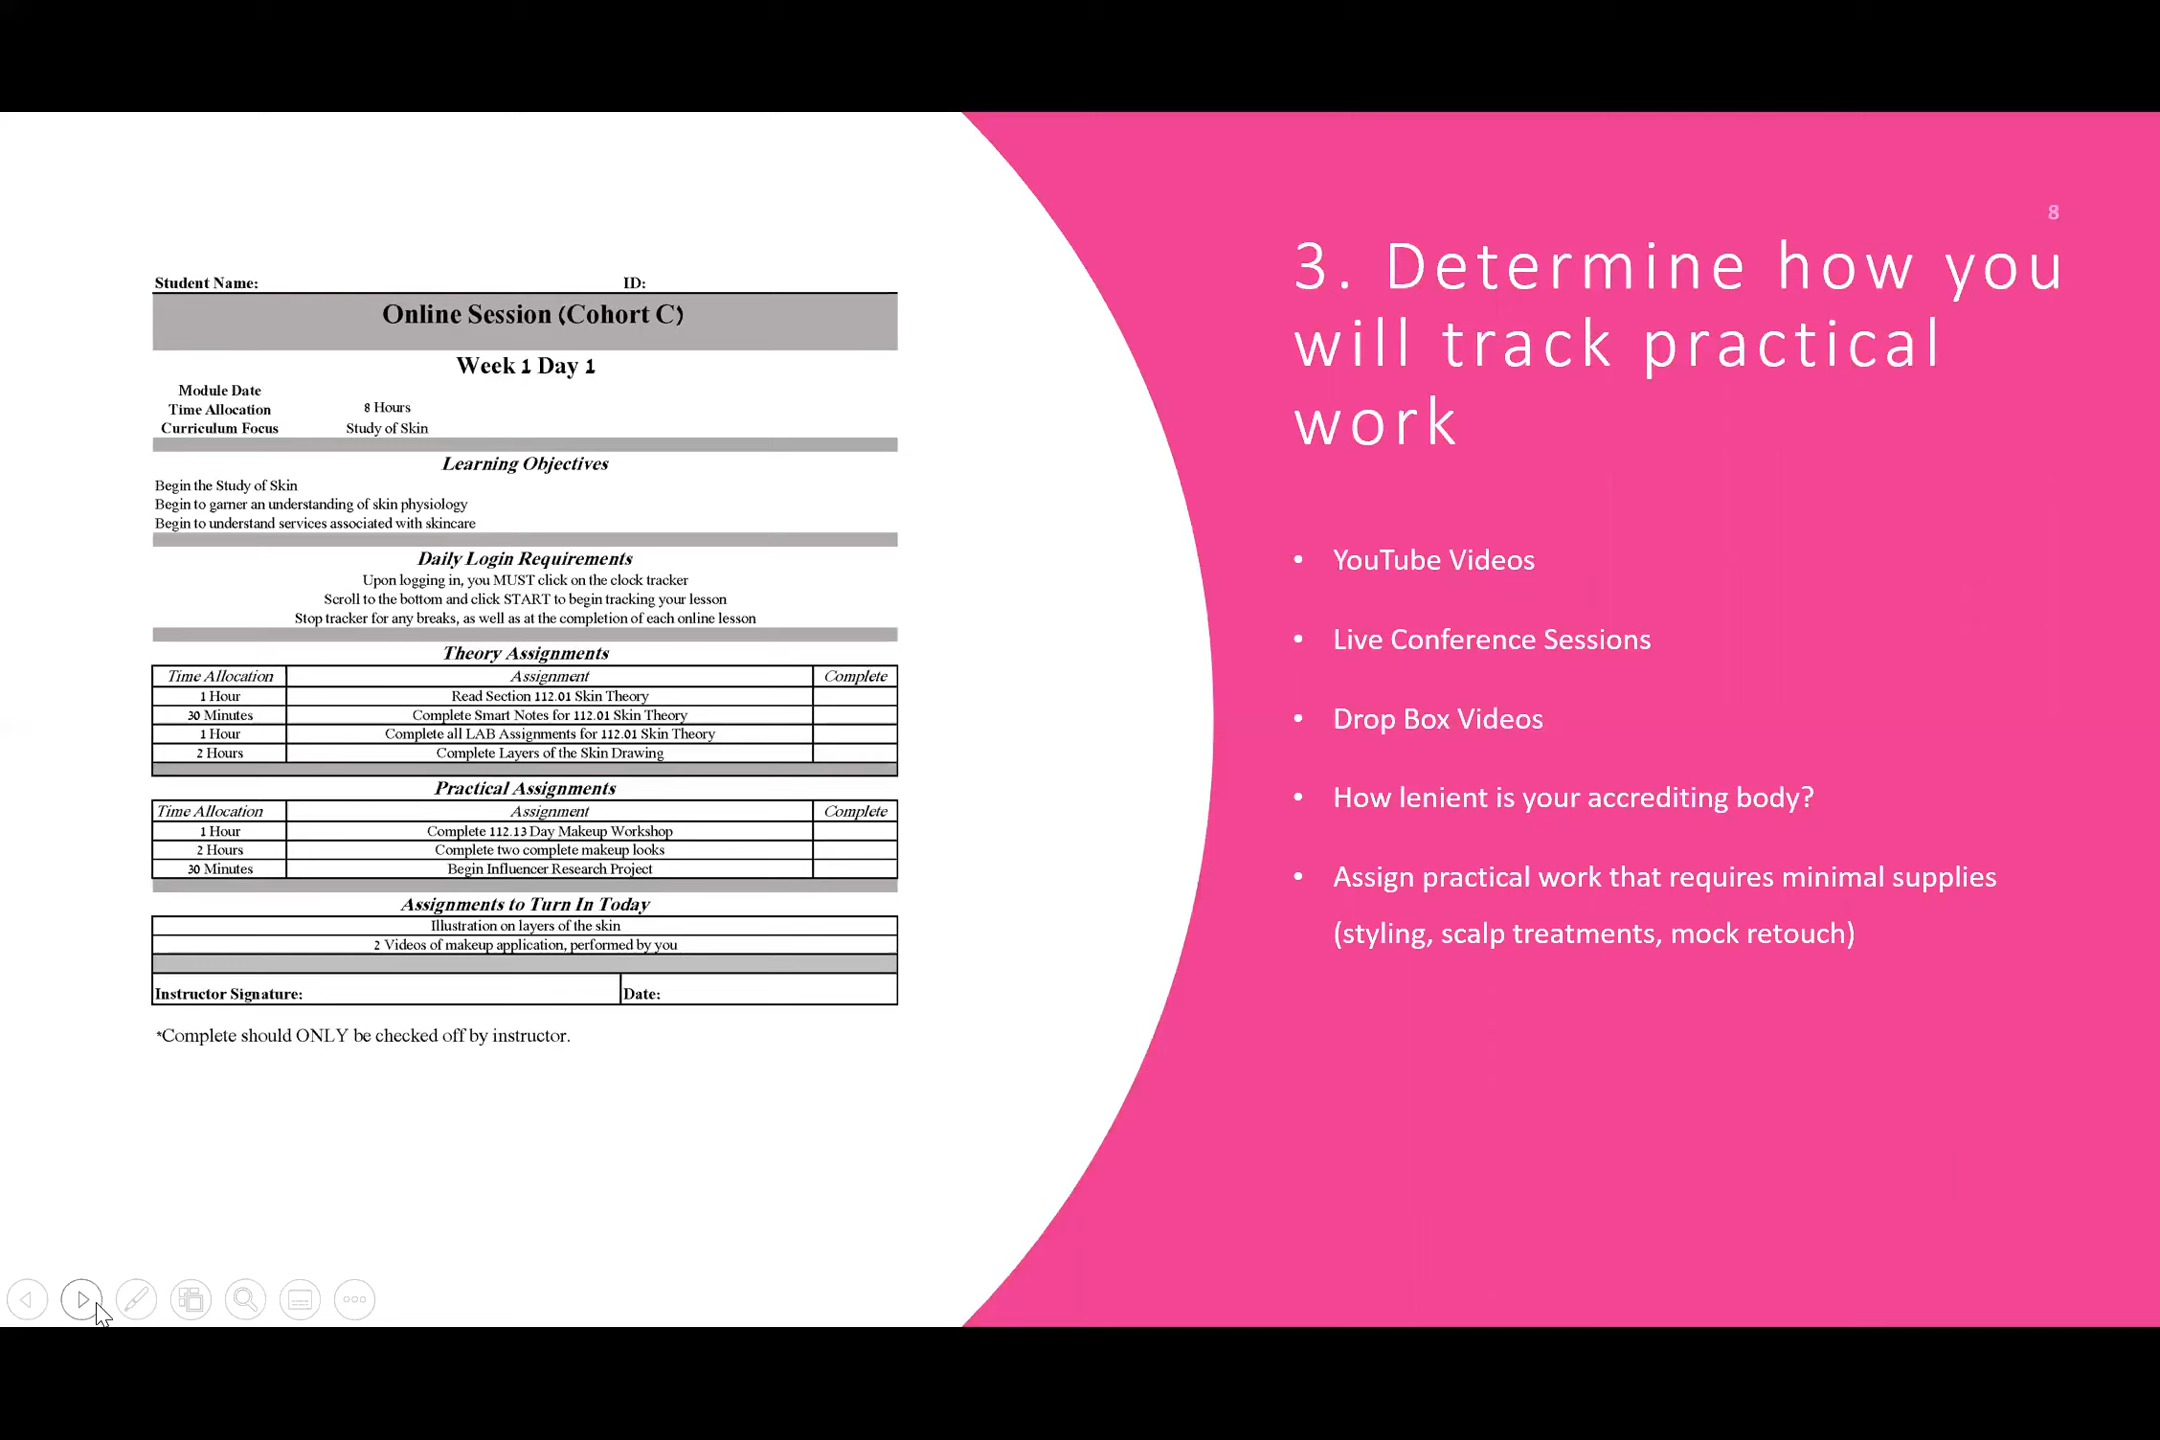 Student Name: ID:
Online Session (Cohort C)
Week 1 Day 1
Module Date
Time Allocation 8 Hours
Curriculum Focus Study of Skin
Learning Objectives
Begin the Study of Skin
Begin to garner an understanding of skin physiology
Begin to understand services associated with skincare
Daily Login Requirements
Upon logging in, you MUST click on the clock tracker
Scroll to the bottom and click START to begin tracking your lesson
Stop tracker for any breaks, as well as at the completion of each online lesson
Theory Assignments
Time Allocation Assignment Complete
1 Hour Read Section 112.01 Skin Theory
30 Minutes Complete Smart Notes for 112.01 Skin Theory
1 Hour Complete all LAB Assignments for 112.01 Skin Theory
2 Hours Complete Layers of the Skin Drawing
Practical Assignments
Time Allocation Assignment Complete
1 Hour Complete 112.13 Day Makeup Workshop
2 Hours Complete two complete makeup looks
30 Minutes Begin Influencer Research Project
Assignments to Turn In Today
Illustration on layers of the skin
2 Videos of makeup application, performed by you
Instructor Signature: Date:
*Complete should ONLY be checked off by instructor.
8
3. Determine how you
will track practical
work
• YouTube Videos
• Live Conference Sessions
• Drop Box Videos
• How lenient is your accrediting body?
• Assign practical work that requires minimal supplies
(styling, scalp treatments, mock retouch)